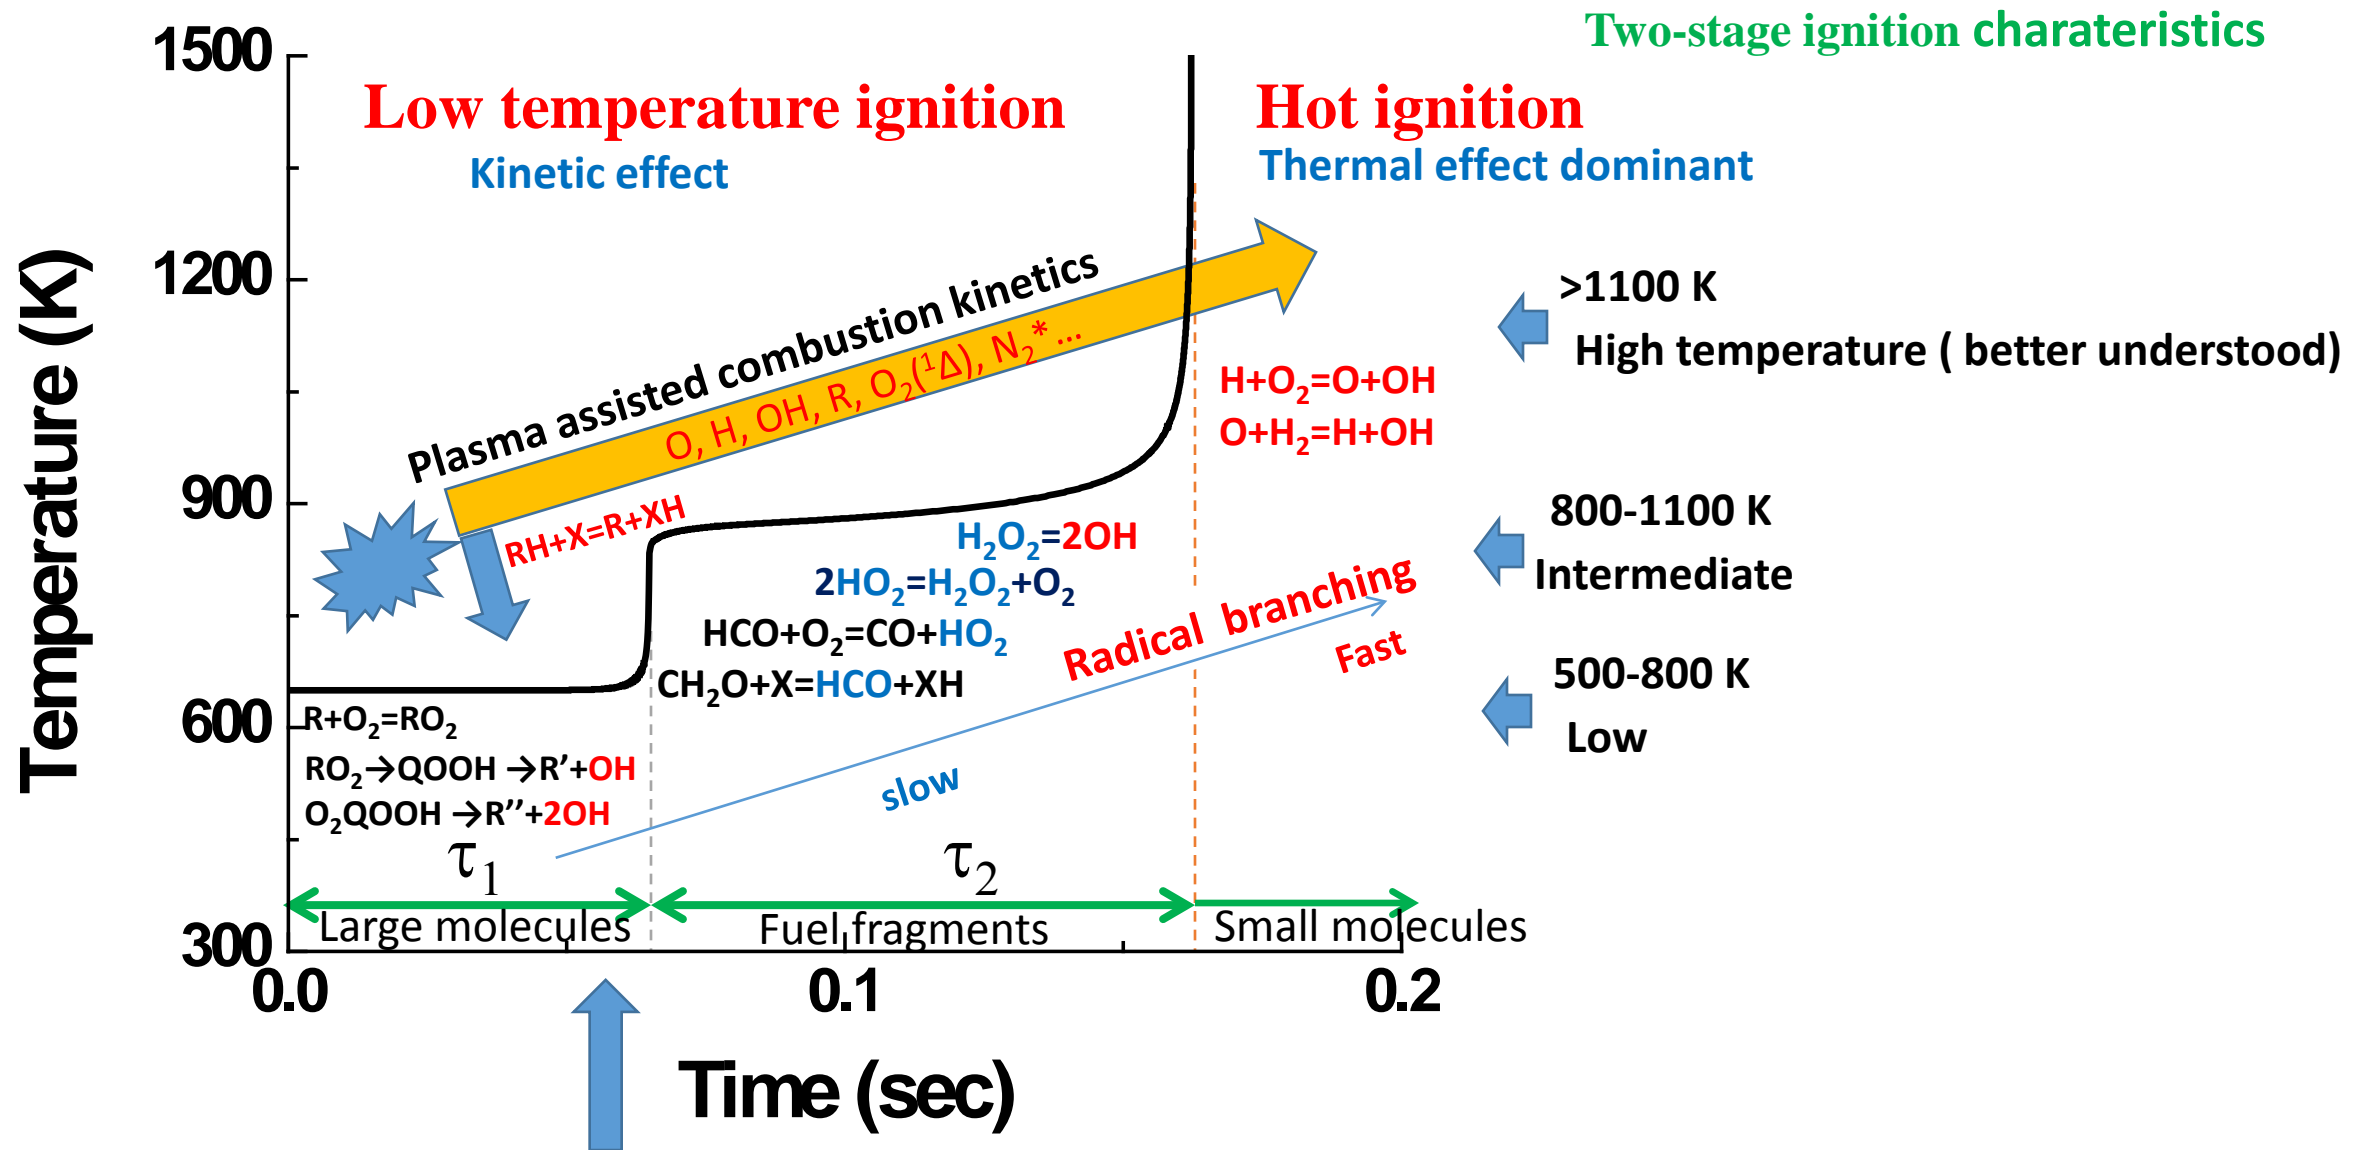 Two-stage ignition charateristics
1500
1200
900
600
300
Temperature (K)
Low temperature ignition
Kinetic effect
Hot ignition
Thermal effect dominant
Plasma assisted combustion kinetics
O, H, OH, R, O₂(¹Δ), N₂*...
RH+X=R+XH
H+O₂=O+OH
O+H₂=H+OH
>1100 K
High temperature ( better understood)
800-1100 K
Intermediate
500-800 K
Low
H₂O₂=2OH
2HO₂=H₂O₂+O₂
HCO+O₂=CO+HO₂
CH₂O+X=HCO+XH
Radical branching
Fast
slow
R+O₂=RO₂
RO₂→QOOH →R’+OH
O₂QOOH →R’’+2OH
τ₁
τ₂
Large molecules
Fuel fragments
Small molecules
0.0
0.1
0.2
Time (sec)